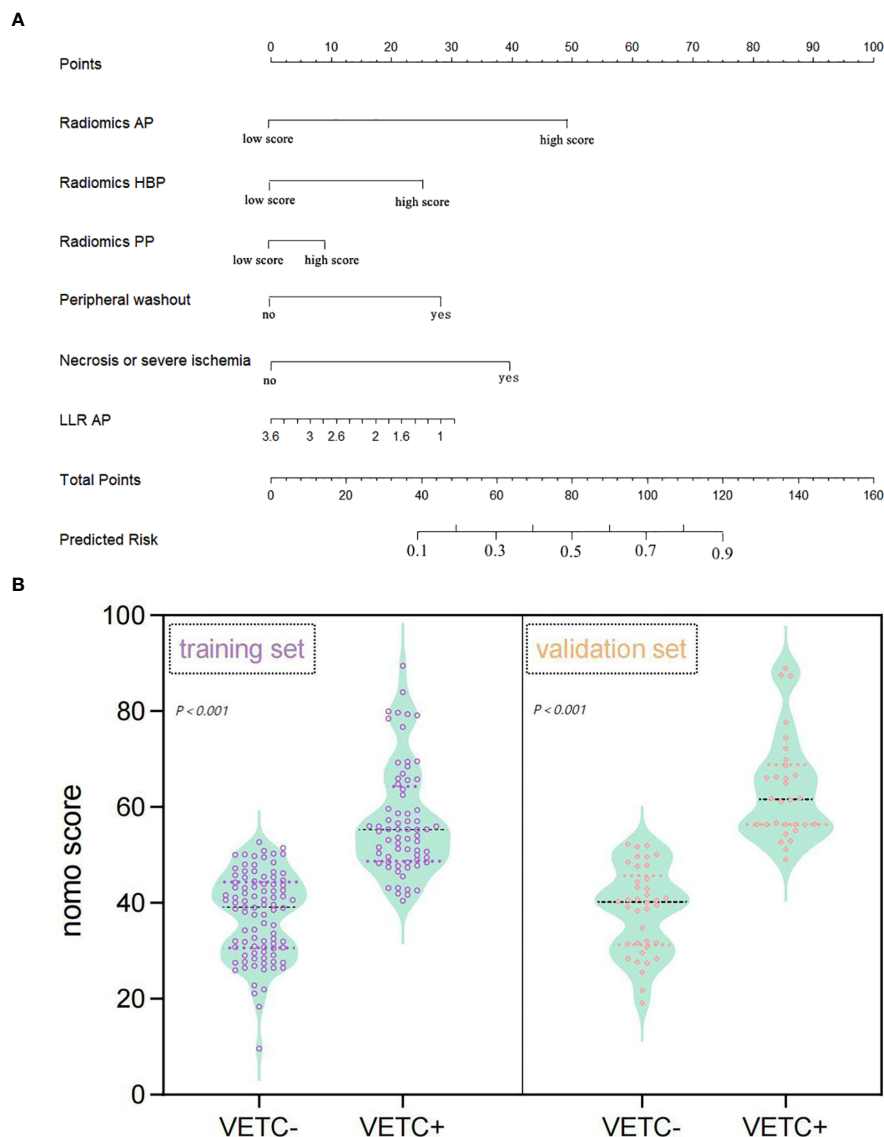 A
Points
0 10 20 30 40 50 60 70 80 90 100
Radiomics AP
low score high score
Radiomics HBP
low score high score
Radiomics PP
low score high score
Peripheral washout
no yes
Necrosis or severe ischemia
no yes
LLR AP
3.6 3 2.6 2 1.6 1
Total Points
0 20 40 60 80 100 120 140 160
Predicted Risk
0.1 0.3 0.5 0.7 0.9
B
nomo score
100
80
60
40
20
0
training set
P < 0.001
validation set
P < 0.001
VETC- VETC+ VETC- VETC+